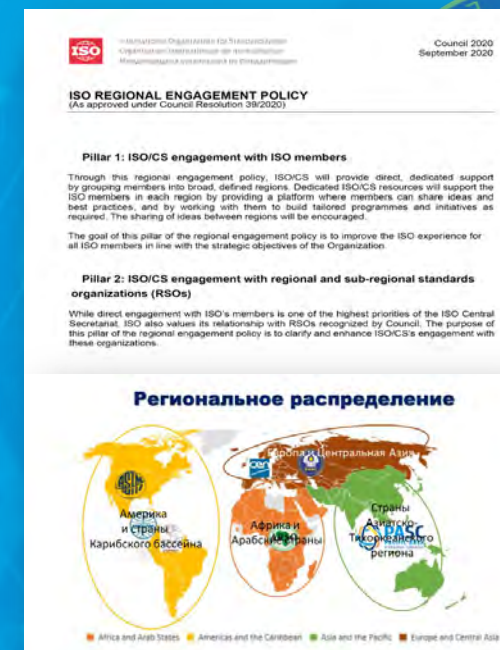 ISO
Council 2020
September 2020
ISO REGIONAL ENGAGEMENT POLICY
(As approved under Council Resolution 39/2020)
Pillar 1: ISO/CS engagement with ISO members
Through this regional engagement policy, ISO/CS will provide direct, dedicated support
by grouping members into broad, defined regions. Dedicated ISO/CS resources will support the
ISO members in each region by providing a platform where members can share ideas and
best practices, and by working with them to build tailored programmes and initiatives as
required. The sharing of ideas between regions will be encouraged.
The goal of this pillar of the regional engagement policy is to improve the ISO experience for
all ISO members in line with the strategic objectives of the Organization.
Pillar 2: ISO/CS engagement with regional and sub-regional standards
organizations (RSOs)
While direct engagement with ISO's members is one of the highest priorities of the ISO Central
Secretariat, ISO also values its relationship with RSOs recognized by Council. The purpose of
this pillar of the regional engagement policy is to clarify and enhance ISO/CS's engagement with
these organizations.
Региональное распределение
Европа и Центральная Азия
cen
Америка
и страны
Карибского бассейна
Африка и
Арабские страны
Страны
Азиатско-
Тихоокеанского
региона
PASC
Africa and Arab States Americas and the Caribbean Asia and the Pacific Europe and Central Asia